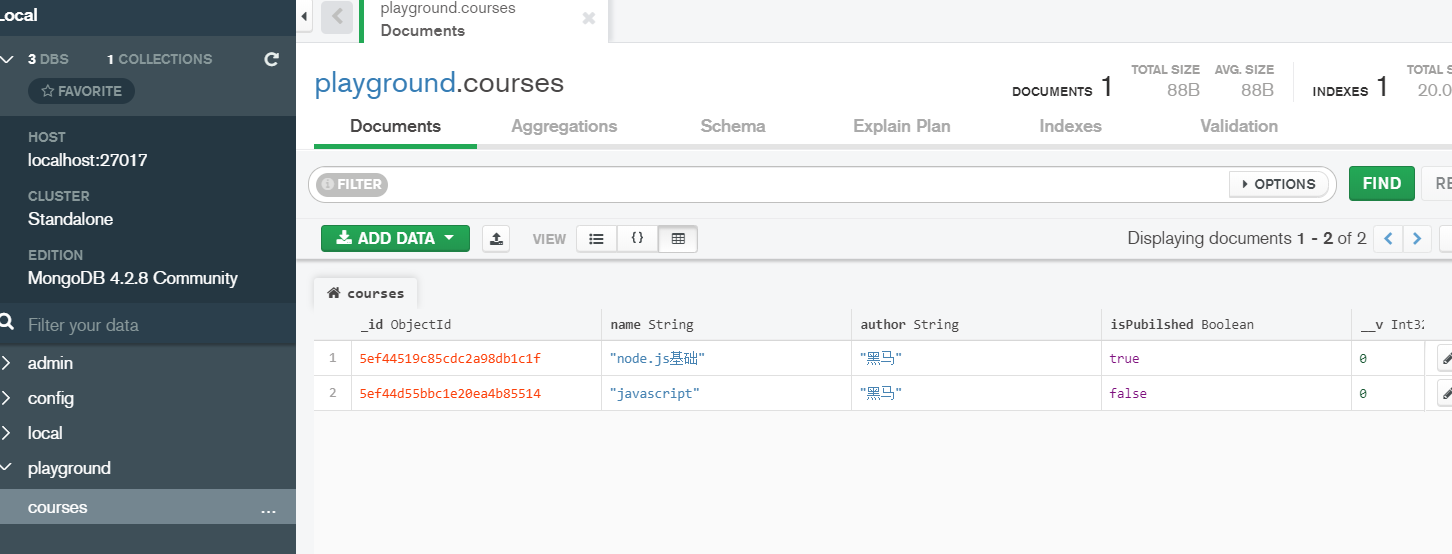 Local
3 DBS 1 COLLECTIONS
FAVORITE
HOST
localhost:27017
CLUSTER
Standalone
EDITION
MongoDB 4.2.8 Community
Filter your data
admin
config
local
playground
courses ...
playground.courses
Documents
playground.courses
DOCUMENTS 1 TOTAL SIZE 88B AVG. SIZE 88B INDEXES 1 TOTAL S 20.0
Documents Aggregations Schema Explain Plan Indexes Validation
FILTER OPTIONS FIND RE
ADD DATA VIEW {} Displaying documents 1 - 2 of 2
courses
_id ObjectId name String author String isPubilshed Boolean __v Int32
1 5ef44519c85cdc2a98db1c1f "node.js基础" "黑马" true 0
2 5ef44d55bbc1e20ea4b85514 "javascript" "黑马" false 0